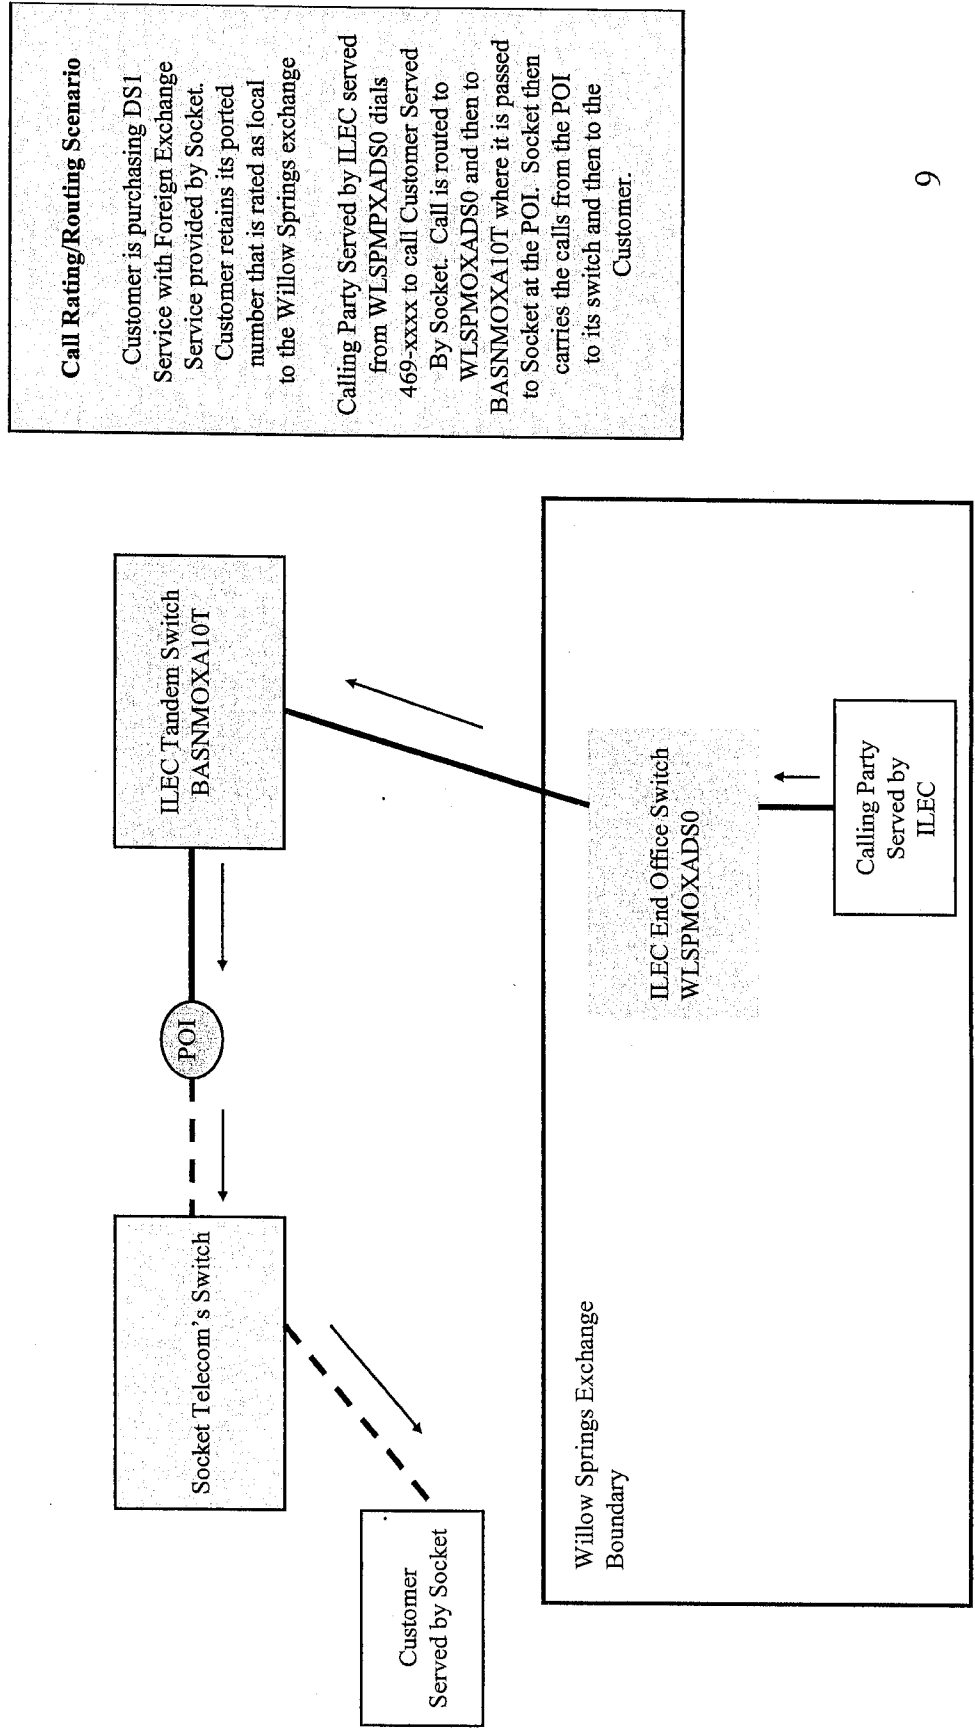 Call Rating/Routing Scenario
Customer is purchasing DS1
Service with Foreign Exchange
Service provided by Socket.
Customer retains its ported
number that is rated as local
to the Willow Springs exchange
Calling Party Served by ILEC served
from WLSPMPXADS0 dials
469-xxxx to call Customer Served
By Socket. Call is routed to
WLSPMOXADS0 and then to
BASNMOXA10T where it is passed
to Socket at the POI. Socket then
carries the calls from the POI
to its switch and then to the
Customer.
Socket Telecom's Switch
POI
ILEC Tandem Switch
BASNMOXA10T
Customer
Served by Socket
Willow Springs Exchange
Boundary
ILEC End Office Switch
WLSPMOXADS0
Calling Party
Served by
ILEC
9